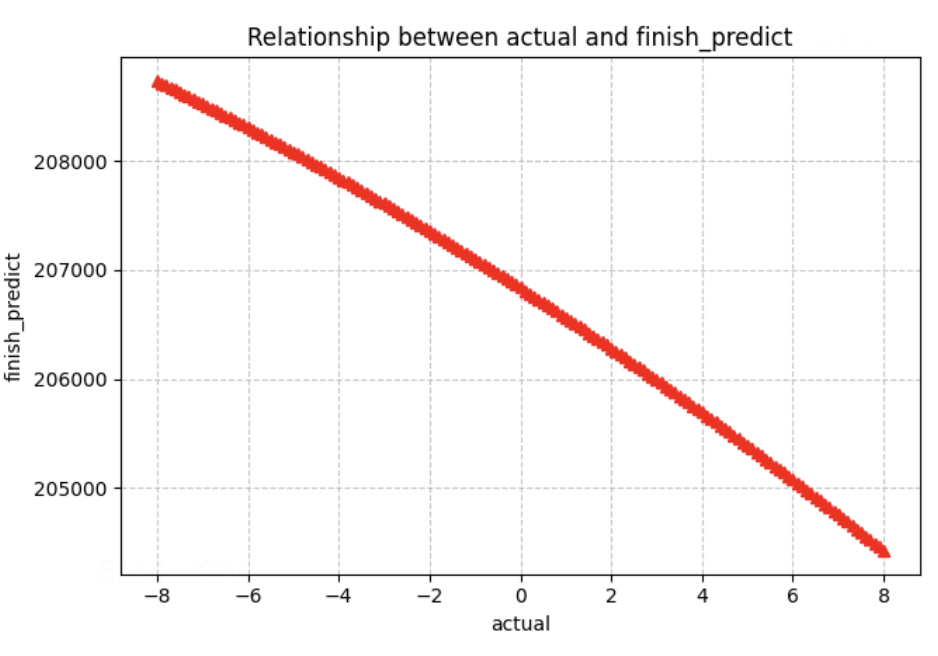 Relationship between actual and finish_predict
finish_predict
208000
207000
206000
205000
−8 −6 −4 −2 0 2 4 6 8
actual